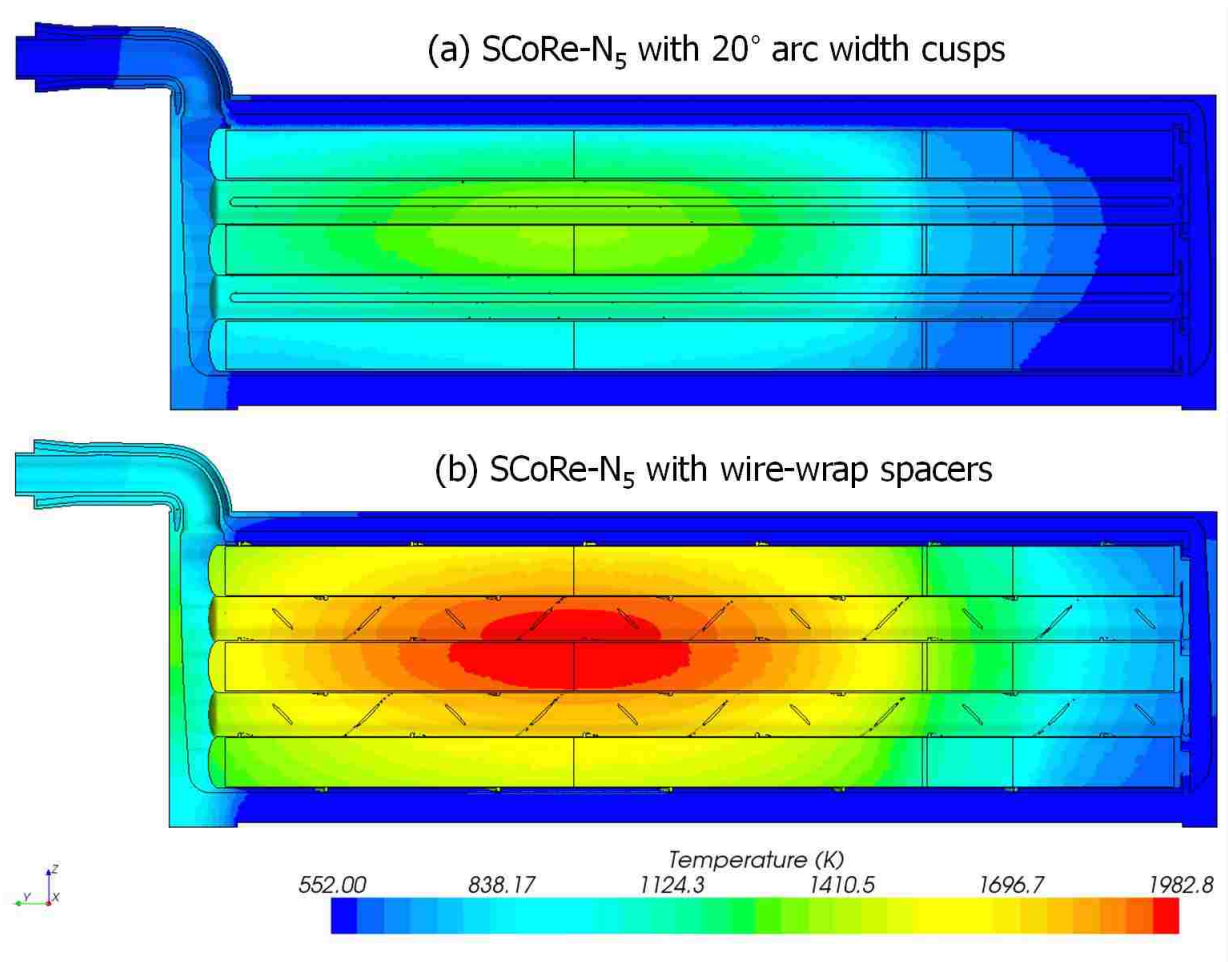 (a) SCoRe-N5 with 20° arc width cusps
(b) SCoRe-N5 with wire-wrap spacers
Temperature (K)
552.00 838.17 1124.3 1410.5 1696.7 1982.8
Z
Y X